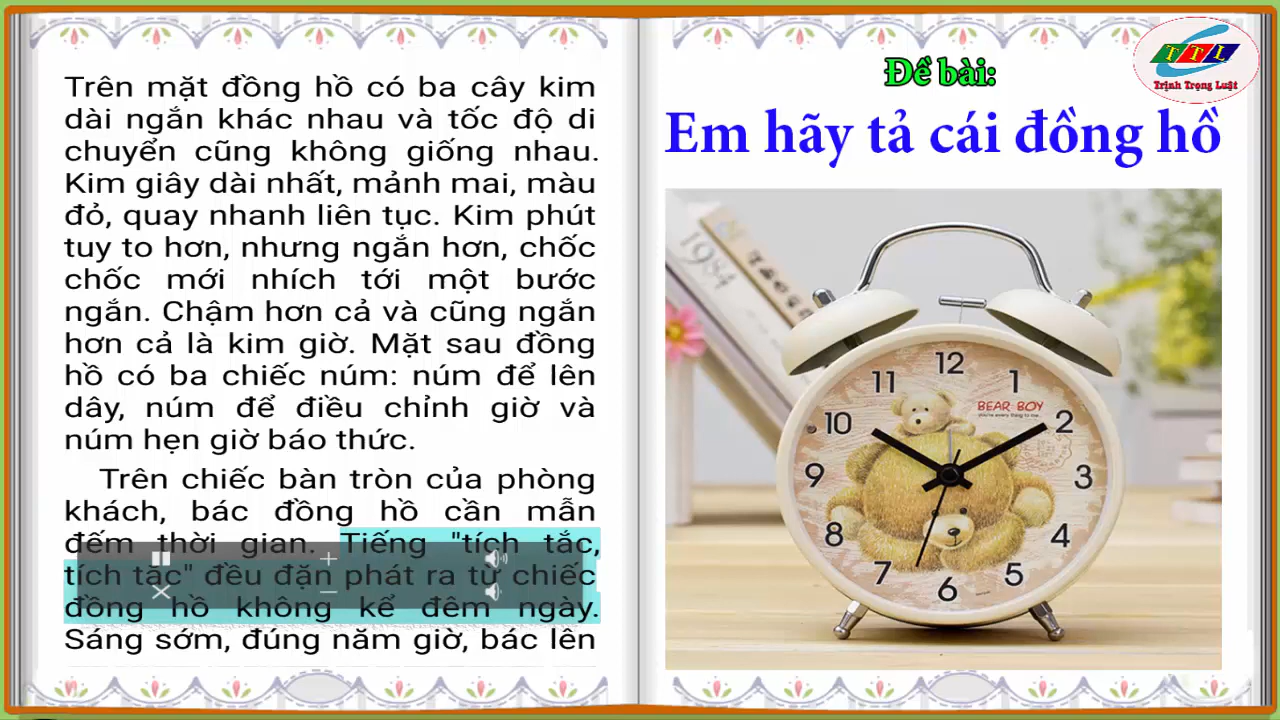 Trên mặt đồng hồ có ba cây kim
dài ngắn khác nhau và tốc độ di
chuyển cũng không giống nhau.
Kim giây dài nhất, mảnh mai, màu
đỏ, quay nhanh liên tục. Kim phút
tuy to hơn, nhưng ngắn hơn, chốc
chốc mới nhích tới một bước
ngắn. Chậm hơn cả và cũng ngắn
hơn cả là kim giờ. Mặt sau đồng
hồ có ba chiếc núm: núm để lên
dây, núm để điều chỉnh giờ và
núm hẹn giờ báo thức.
Trên chiếc bàn tròn của phòng
khách, bác đồng hồ cần mẫn
đếm thời gian. Tiếng "tích tắc,
tích tắc" đều đặn phát ra từ chiếc
đồng hồ không kể đêm ngày.
Sáng sớm, đúng năm giờ, bác lên
Đề bài:
Em hãy tả cái đồng hồ
TTL
Trịnh Trọng Luật
1984
12
11
1
BEAR BOY
10
2
9
3
8
4
7
5
6